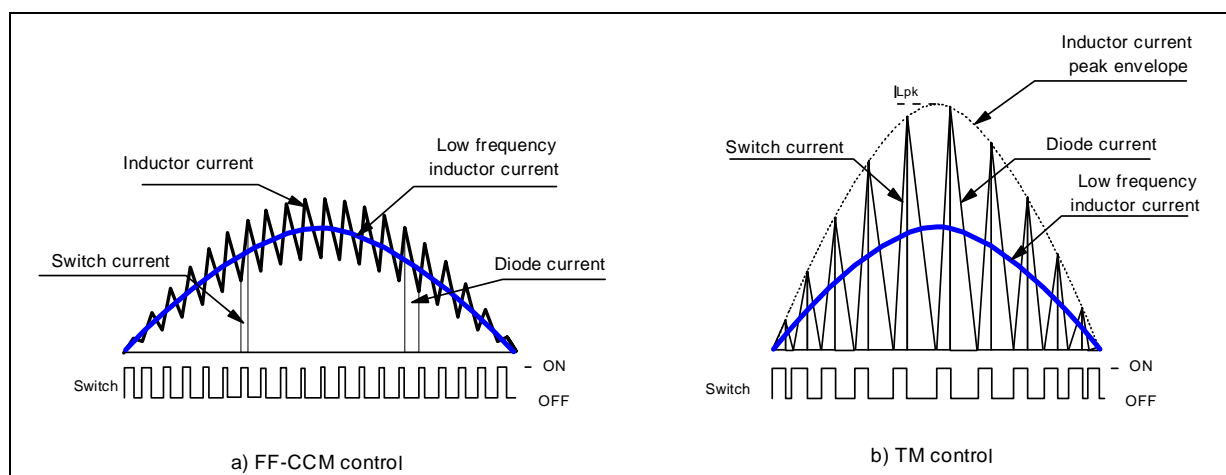 Inductor current
Low frequency
inductor current
Switch current
Diode current
ON
Switch
OFF
a) FF-CCM control
Inductor current
peak envelope
ILpk
Switch current
Diode current
Low frequency
inductor current
ON
Switch
OFF
b) TM control